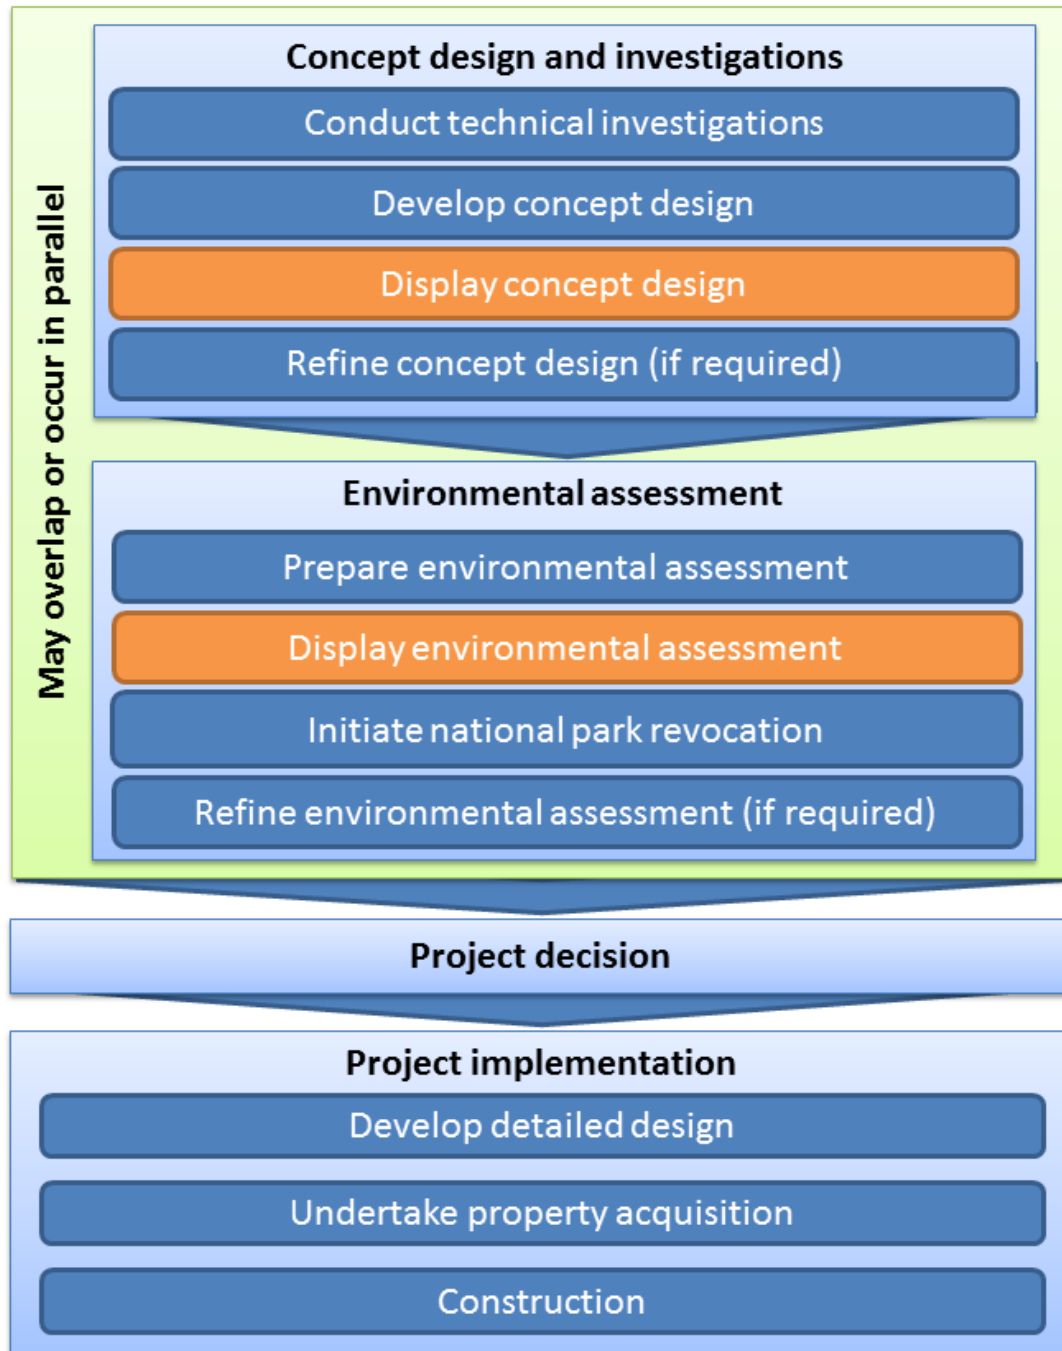 May overlap or occur in parallel
Concept design and investigations
Conduct technical investigations
Develop concept design
Display concept design
Refine concept design (if required)
Environmental assessment
Prepare environmental assessment
Display environmental assessment
Initiate national park revocation
Refine environmental assessment (if required)
Project decision
Project implementation
Develop detailed design
Undertake property acquisition
Construction